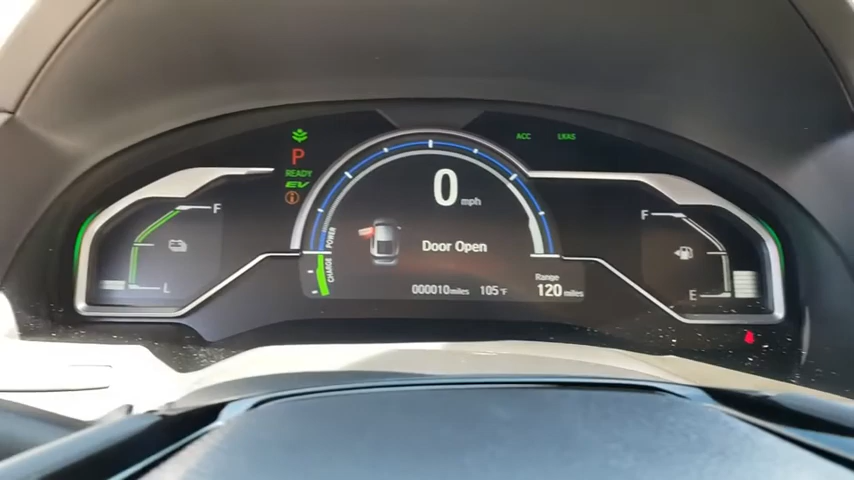 P
READY
EV
ACC
LKAS
F
L
POWER
CHARGE
0 mph
Door Open
000010 miles
105°F
Range
120 miles
F
E